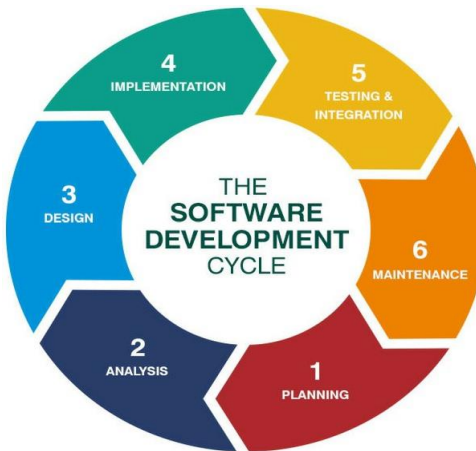 THE
SOFTWARE
DEVELOPMENT
CYCLE
1
PLANNING
2
ANALYSIS
3
DESIGN
4
IMPLEMENTATION
5
TESTING &
INTEGRATION
6
MAINTENANCE